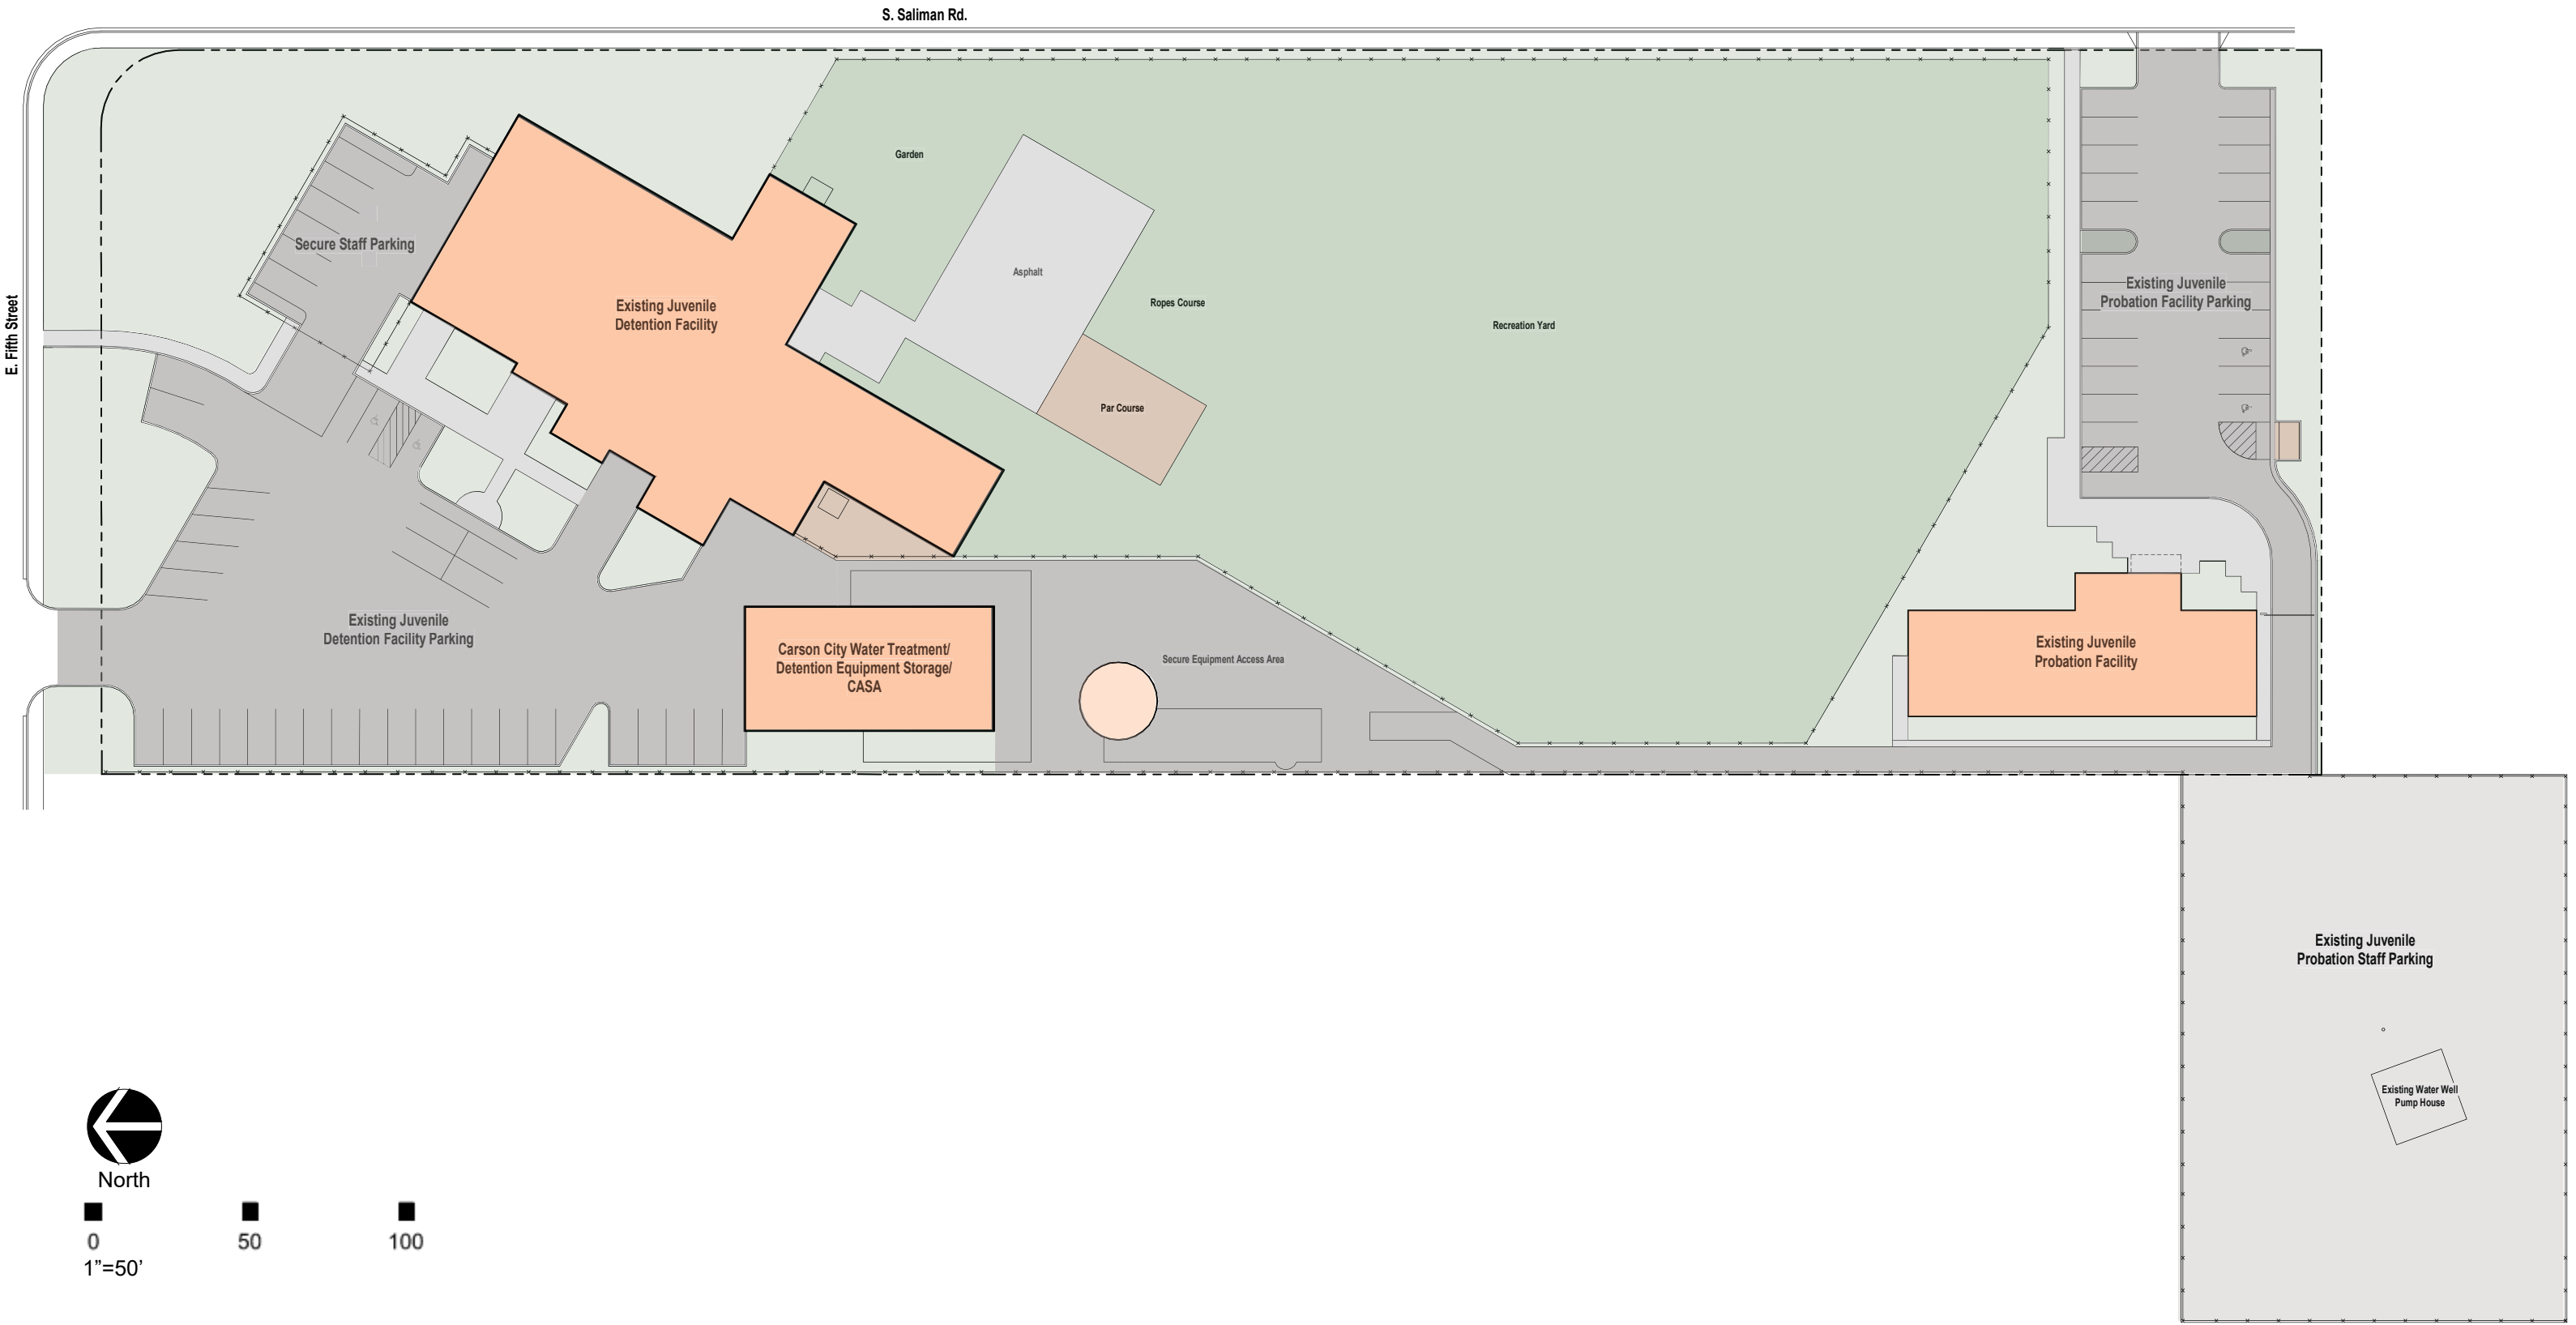 S. Saliman Rd.
E. Fifth Street
Garden
Secure Staff Parking
Asphalt
Existing Juvenile
Detention Facility
Ropes Course
Recreation Yard
Existing Juvenile
Probation Facility Parking
Par Course
Existing Juvenile
Detention Facility Parking
Carson City Water Treatment/
Detention Equipment Storage/
CASA
Secure Equipment Access Area
Existing Juvenile
Probation Facility
Existing Juvenile
Probation Staff Parking
Existing Water Well
Pump House
North
0 50 100
1”=50’